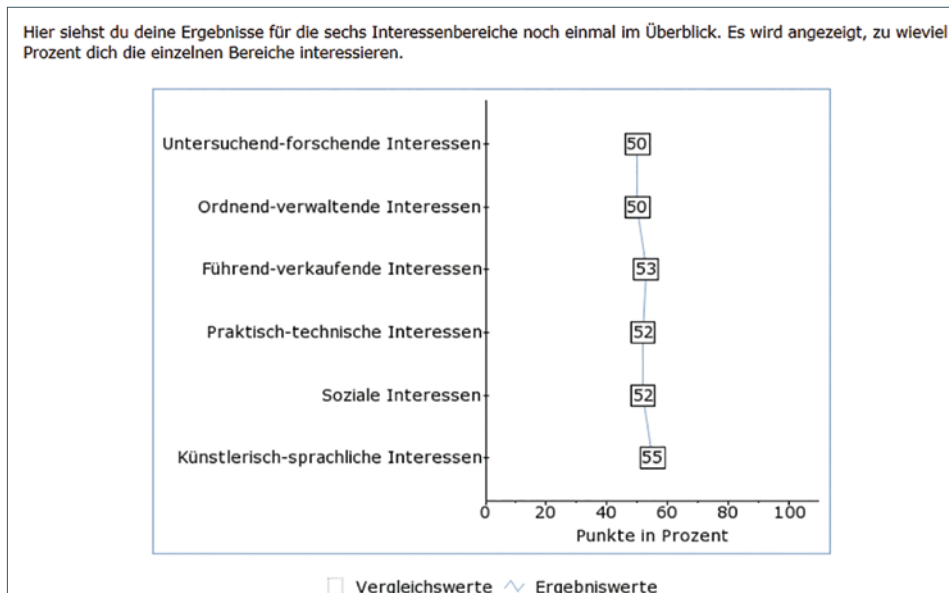 Hier siehst du deine Ergebnisse für die sechs Interessenbereiche noch einmal im Überblick. Es wird angezeigt, zu wieviel
Prozent dich die einzelnen Bereiche interessieren.
Untersuchend-forschende Interessen 50
Ordnend-verwaltende Interessen 50
Führend-verkaufende Interessen 53
Praktisch-technische Interessen 52
Soziale Interessen 52
Künstlerisch-sprachliche Interessen 55
0 20 40 60 80 100
Punkte in Prozent
Vergleichswerte Ergebniswerte